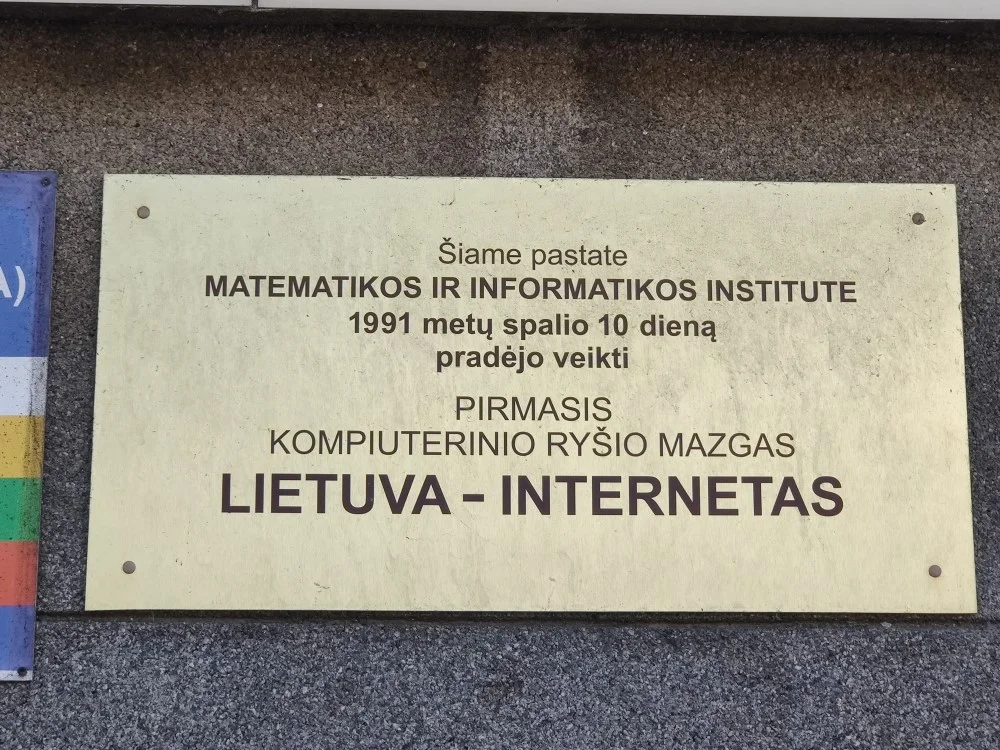 Šiame pastate
MATEMATIKOS IR INFORMATIKOS INSTITUTE
1991 metų spalio 10 dieną
pradėjo veikti
PIRMASIS
KOMPIUTERINIO RYŠIO MAZGAS
LIETUVA – INTERNETAS
A)